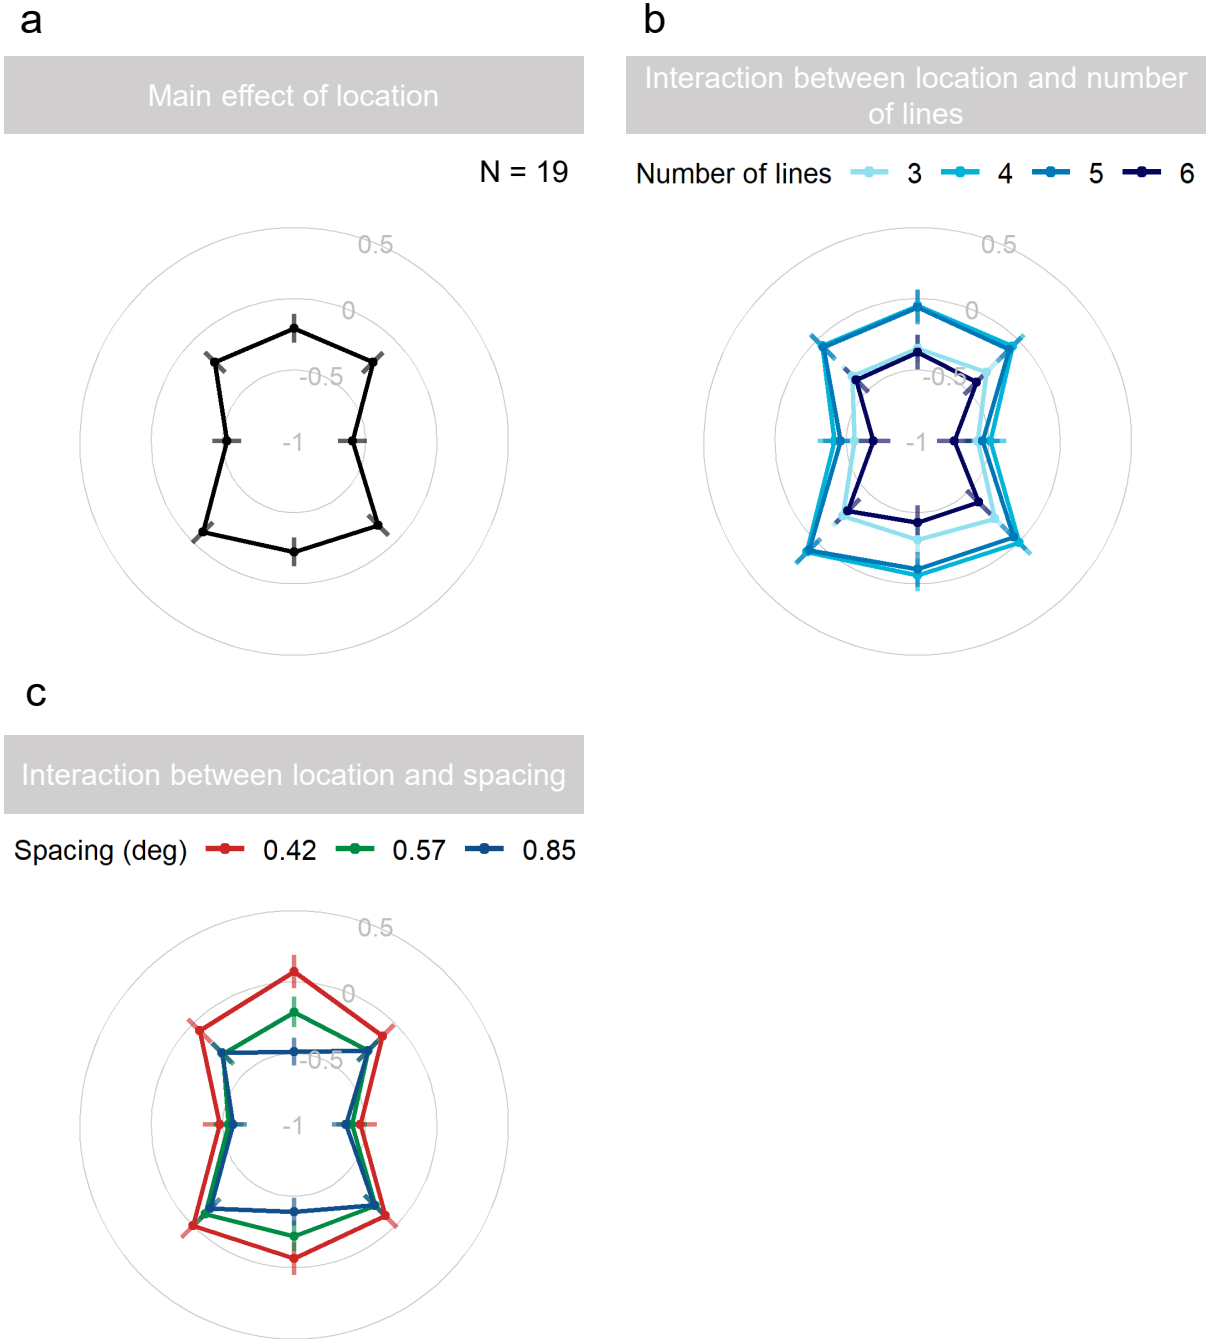 a
Main effect of location
N = 19
0.5
0
-0.5
-1
b
Interaction between location and number
of lines
Number of lines 3 4 5 6
0.5
0
-0.5
-1
c
Interaction between location and spacing
Spacing (deg) 0.42 0.57 0.85
0.5
0
-0.5
-1